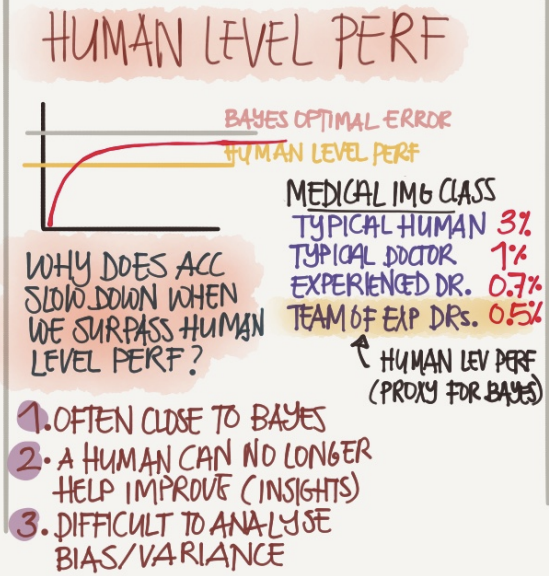 HUMAN LEVEL PERF
BAYES OPTIMAL ERROR
HUMAN LEVEL PERF
MEDICAL IMG CLASS
TYPICAL HUMAN 3%
TYPICAL DOCTOR 1%
EXPERIENCED DR. 0.7%
TEAM OF EXP DRs. 0.5%
HUMAN LEV PERF
(PROXY FOR BAYES)
WHY DOES ACC
SLOW DOWN WHEN
WE SURPASS HUMAN
LEVEL PERF?
1. OFTEN CLOSE TO BAYES
2. A HUMAN CAN NO LONGER
HELP IMPROVE (INSIGHTS)
3. DIFFICULT TO ANALYSE
BIAS/VARIANCE